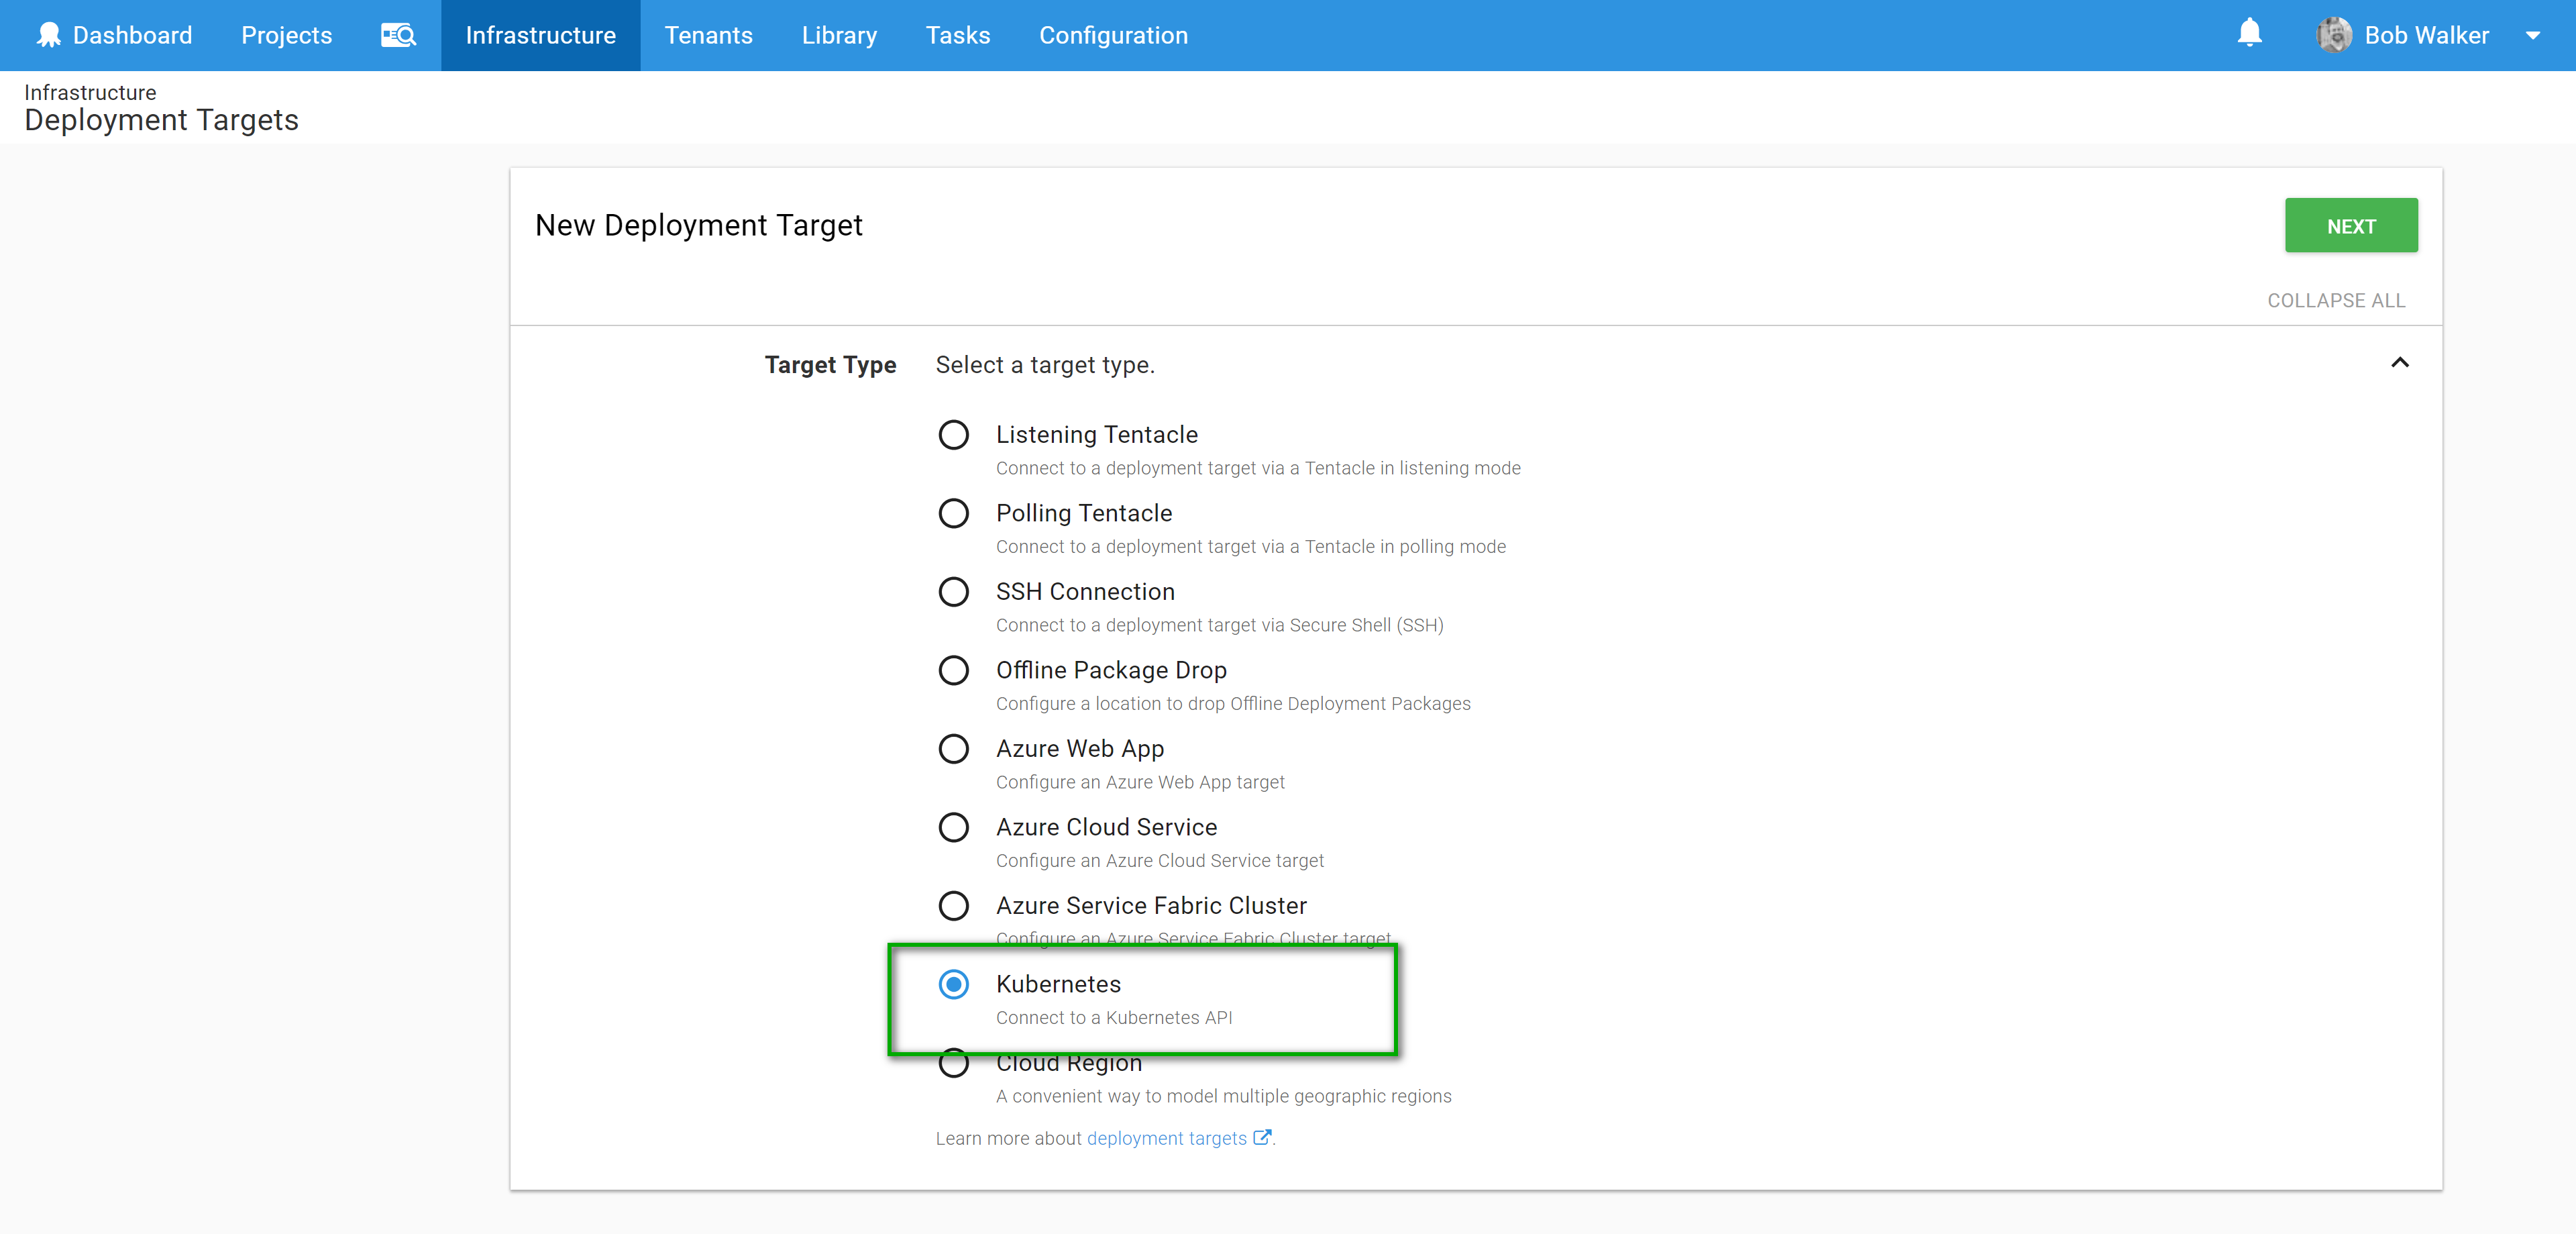 Dashboard
Projects
Infrastructure
Tenants
Library
Tasks
Configuration
Bob Walker
Infrastructure
Deployment Targets
New Deployment Target
NEXT
COLLAPSE ALL
Target Type
Select a target type.
Listening Tentacle
Connect to a deployment target via a Tentacle in listening mode
Polling Tentacle
Connect to a deployment target via a Tentacle in polling mode
SSH Connection
Connect to a deployment target via Secure Shell (SSH)
Offline Package Drop
Configure a location to drop Offline Deployment Packages
Azure Web App
Configure an Azure Web App target
Azure Cloud Service
Configure an Azure Cloud Service target
Azure Service Fabric Cluster
Configure an Azure Service Fabric Cluster target
Kubernetes
Connect to a Kubernetes API
Cloud Region
A convenient way to model multiple geographic regions
Learn more about deployment targets.